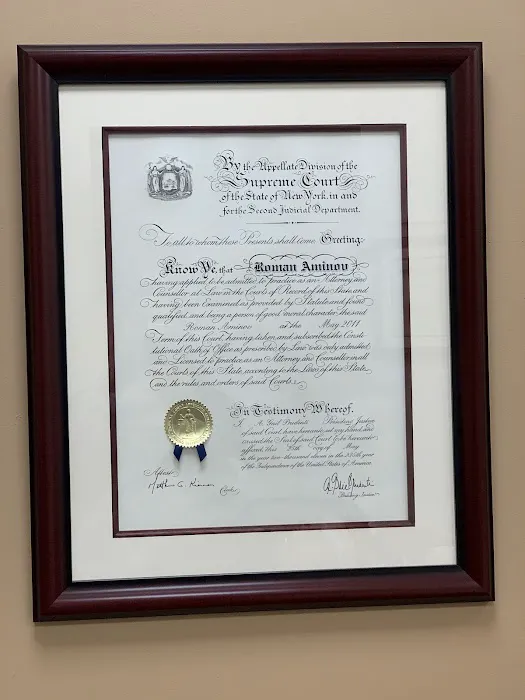 By the Appellate Division of the
Supreme Court
of the State of New York in and
for the Second Judicial Department.
To all to whom these Presents shall come Greeting:
Know Ye, that Roman Aminov
having applied to be admitted to practice as an Attorney and
Counselor at Law in the Courts of Record of this State, and
having been Examined as provided by Statute and found
qualified, and being a person of good moral character, the said
Roman Aminov at the May 2011
Term of this Court, having taken and subscribed the Consti
tutional Oath of Office as prescribed by Law was duly admitted
and Licensed to practice as an Attorney and Counselor in all
the Courts of this State, according to the Laws of this State,
and the rules and orders of said Courts.
In Testimony Whereof,
I, A. Gail Prudenti Presiding Justice
of said Court, have hereunto set my hand, and
caused the Seal of said Court to be hereunto
affixed, this day of May
in the year two thousand eleven in the 235th year
of the Independence of the United States of America
Attest:
Clerk
Presiding Justice